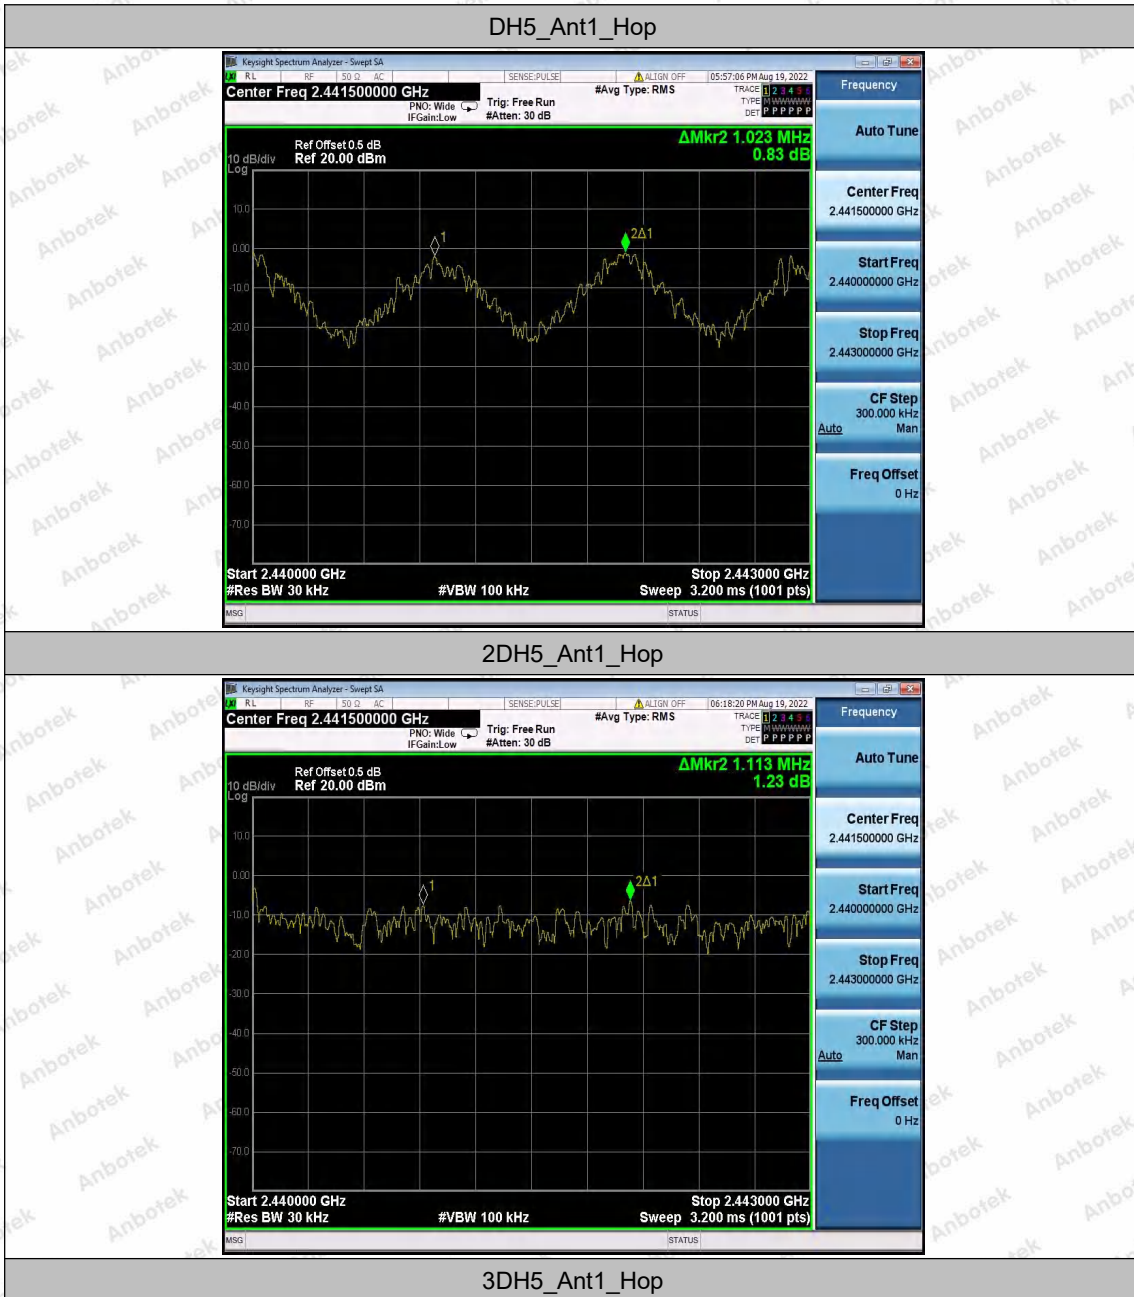 DH5_Ant1_Hop
Keysight Spectrum Analyzer - Swept SA
RL RF 50 Ω AC SENSE:PULSE ALIGN OFF 05:57:06 PM Aug 19, 2022
Center Freq 2.441500000 GHz
PNO: Wide
IFGain:Low
Trig: Free Run
#Atten: 30 dB
#Avg Type: RMS
TRACE 1 2 3 4 5 6
TYPE M WWWWW
DET P P P P P P
Frequency
ΔMkr2 1.023 MHz
0.83 dB
Ref Offset 0.5 dB
10 dB/div Ref 20.00 dBm
Log
10.0
0.00
-10.0
-20.0
-30.0
-40.0
-50.0
-60.0
-70.0
1
2Δ1
Start 2.440000 GHz Stop 2.443000 GHz
#Res BW 30 kHz #VBW 100 kHz Sweep 3.200 ms (1001 pts)
MSG STATUS
Auto Tune
Center Freq
2.441500000 GHz
Start Freq
2.440000000 GHz
Stop Freq
2.443000000 GHz
CF Step
300.000 kHz
Auto Man
Freq Offset
0 Hz
2DH5_Ant1_Hop
Keysight Spectrum Analyzer - Swept SA
RL RF 50 Ω AC SENSE:PULSE ALIGN OFF 06:18:20 PM Aug 19, 2022
Center Freq 2.441500000 GHz
PNO: Wide
IFGain:Low
Trig: Free Run
#Atten: 30 dB
#Avg Type: RMS
TRACE 1 2 3 4 5 6
TYPE M WWWWW
DET P P P P P P
Frequency
ΔMkr2 1.113 MHz
1.23 dB
Ref Offset 0.5 dB
10 dB/div Ref 20.00 dBm
Log
10.0
0.00
-10.0
-20.0
-30.0
-40.0
-50.0
-60.0
-70.0
1
2Δ1
Start 2.440000 GHz Stop 2.443000 GHz
#Res BW 30 kHz #VBW 100 kHz Sweep 3.200 ms (1001 pts)
MSG STATUS
Auto Tune
Center Freq
2.441500000 GHz
Start Freq
2.440000000 GHz
Stop Freq
2.443000000 GHz
CF Step
300.000 kHz
Auto Man
Freq Offset
0 Hz
3DH5_Ant1_Hop
Anbotek